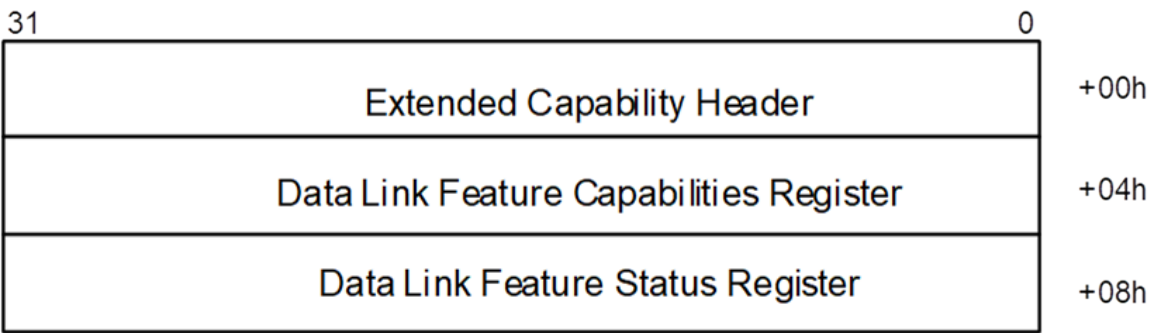 31 0
Extended Capability Header +00h
Data Link Feature Capabilities Register +04h
Data Link Feature Status Register +08h